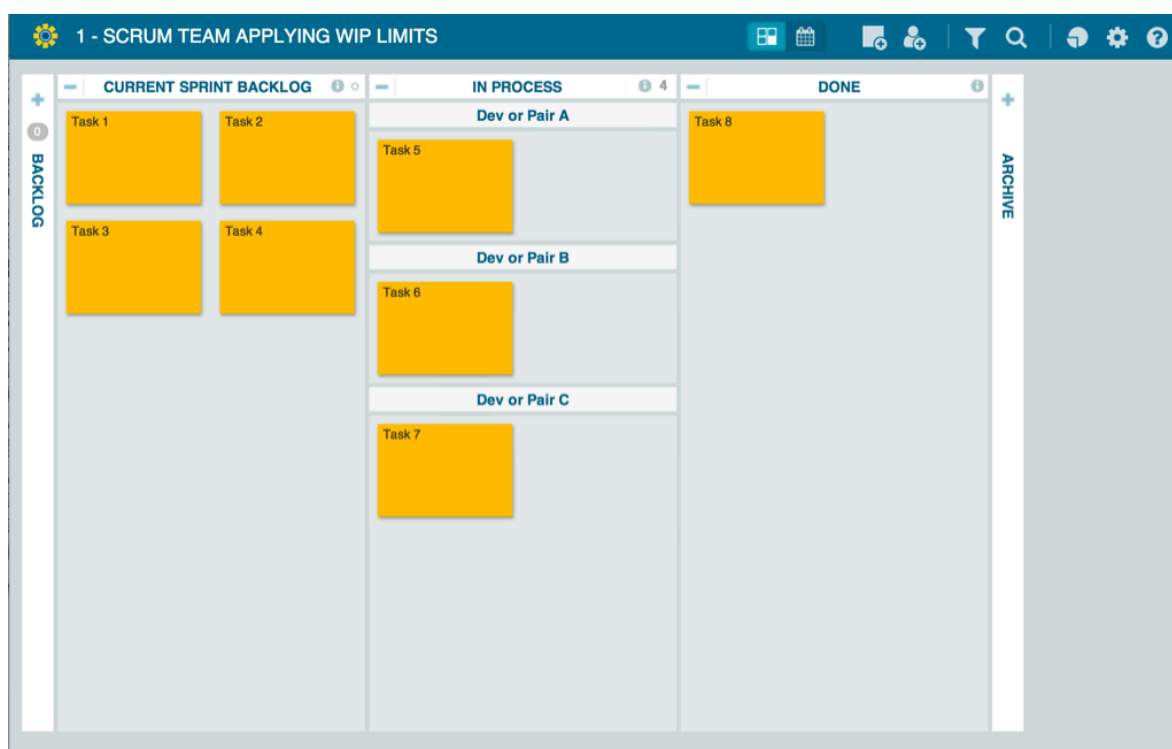 1 - SCRUM TEAM APPLYING WIP LIMITS
0
BACKLOG
CURRENT SPRINT BACKLOG
Task 1
Task 2
Task 3
Task 4
IN PROCESS
4
Dev or Pair A
Task 5
Dev or Pair B
Task 6
Dev or Pair C
Task 7
DONE
Task 8
ARCHIVE